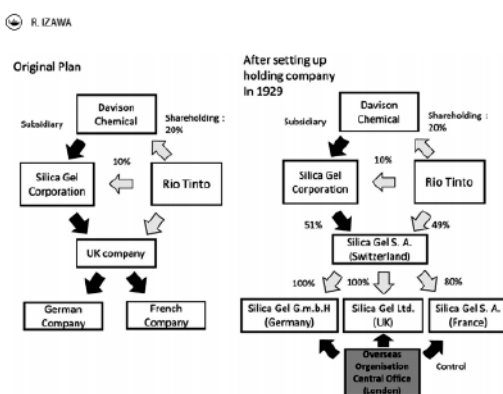 R. IZAWA
Original Plan
Davison
Chemical
Subsidiary
Shareholding :
20%
10%
Silica Gel
Corporation
Rio Tinto
UK company
German
Company
French
Company
After setting up
holding company
In 1929
Davison
Chemical
Subsidiary
Shareholding :
20%
10%
Silica Gel
Corporation
Rio Tinto
51%
49%
Silica Gel S. A.
(Switzerland)
100%
100%
80%
Silica Gel G.m.b.H
(Germany)
Silica Gel Ltd.
(UK)
Silica Gel S. A.
(France)
Overseas
Organisation
Central Office
(London)
Control